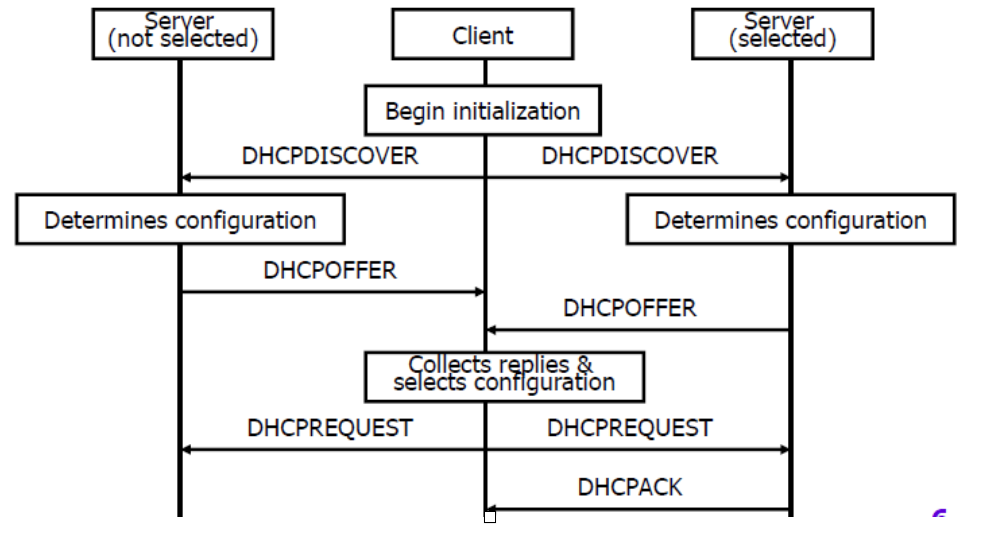 Server
(not selected)
Client
Server
(selected)
Begin initialization
DHCPDISCOVER
DHCPDISCOVER
Determines configuration
Determines configuration
DHCPOFFER
DHCPOFFER
Collects replies &
selects configuration
DHCPREQUEST
DHCPREQUEST
DHCPACK